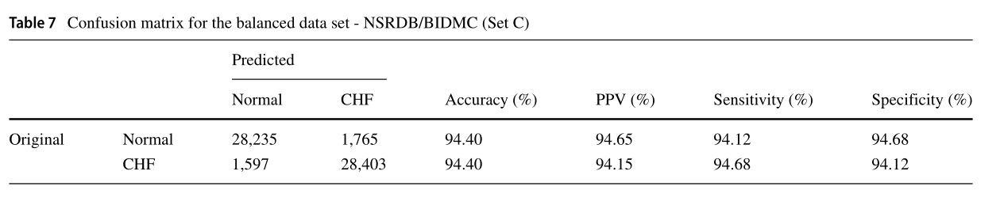 Table 7 Confusion matrix for the balanced data set - NSRDB/BIDMC (Set C)
Predicted
Normal CHF Accuracy (%) PPV (%) Sensitivity (%) Specificity (%)
Original Normal 28,235 1,765 94.40 94.65 94.12 94.68
CHF 1,597 28,403 94.40 94.15 94.68 94.12